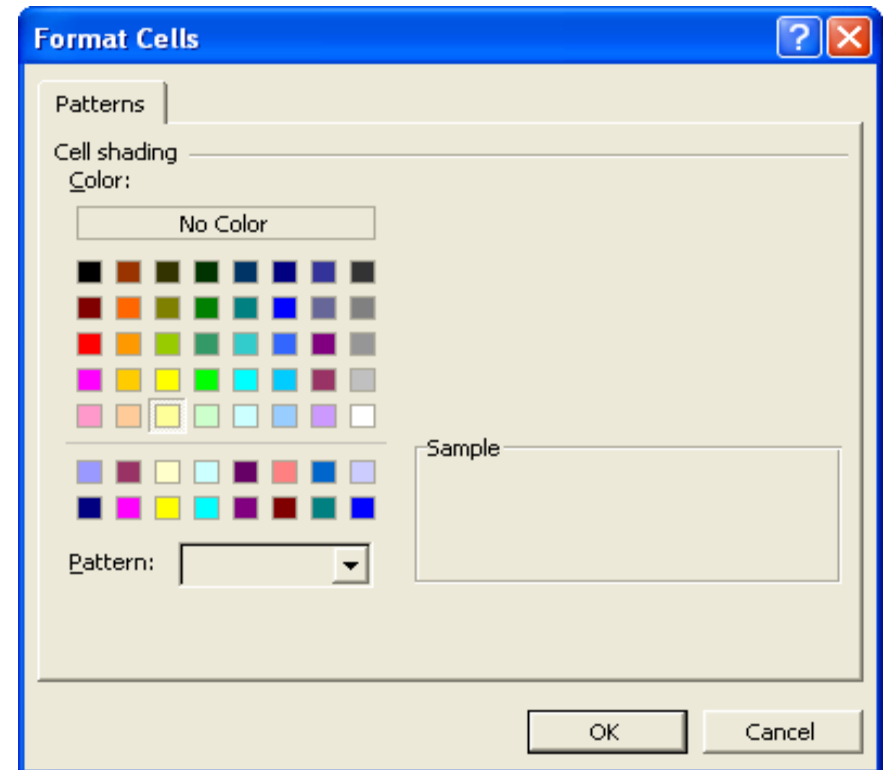 Format Cells
Patterns
Cell shading
Color:
No Color
Sample
Pattern:
OK
Cancel